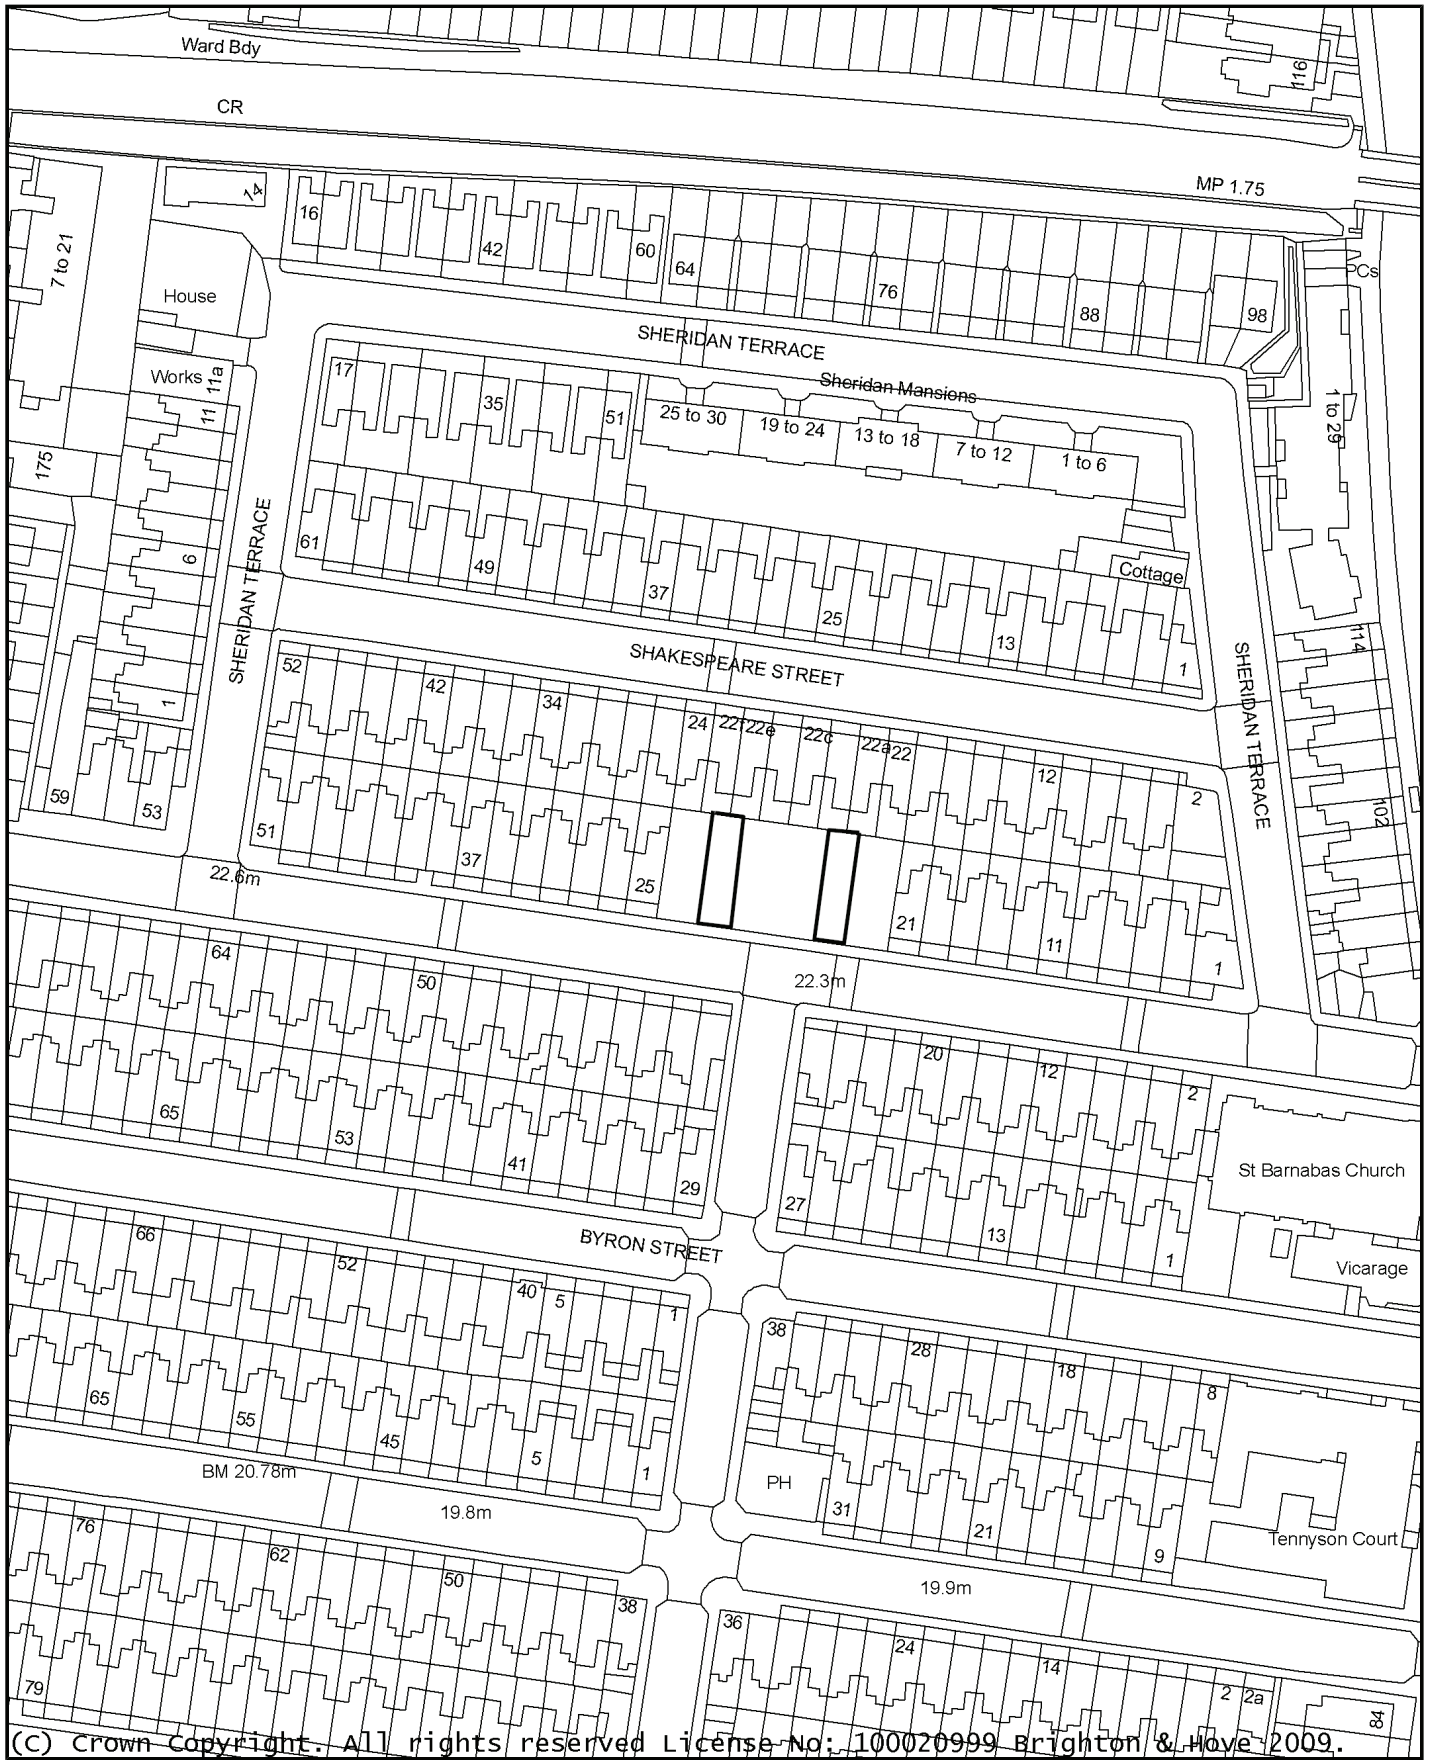 Ward Bdy
116
CR
MP 1.75
74
16
42
60
64
76
88
98
PCs
7 to 21
House
SHERIDAN TERRACE
Sheridan Mansions
Works
11a
11
17
35
51
25 to 30
19 to 24
13 to 18
7 to 12
1 to 6
1 to 29
175
SHERIDAN TERRACE
6
61
49
37
25
13
1
Cottage
114
SHAKESPEARE STREET
SHERIDAN TERRACE
52
42
34
24
22f
22e
22c
22a
22
12
2
1
59
53
51
37
25
21
11
1
102
22.6m
22.3m
64
50
20
12
2
65
53
41
29
27
13
1
St Barnabas Church
Vicarage
BYRON STREET
66
52
40
5
1
38
28
18
8
65
55
45
5
1
PH
31
21
9
Tennyson Court
BM 20.78m
19.8m
19.9m
76
62
50
38
36
24
14
2
2a
79
84
(C) Crown Copyright. All rights reserved License No: 100020999 Brighton & Hove 2009.